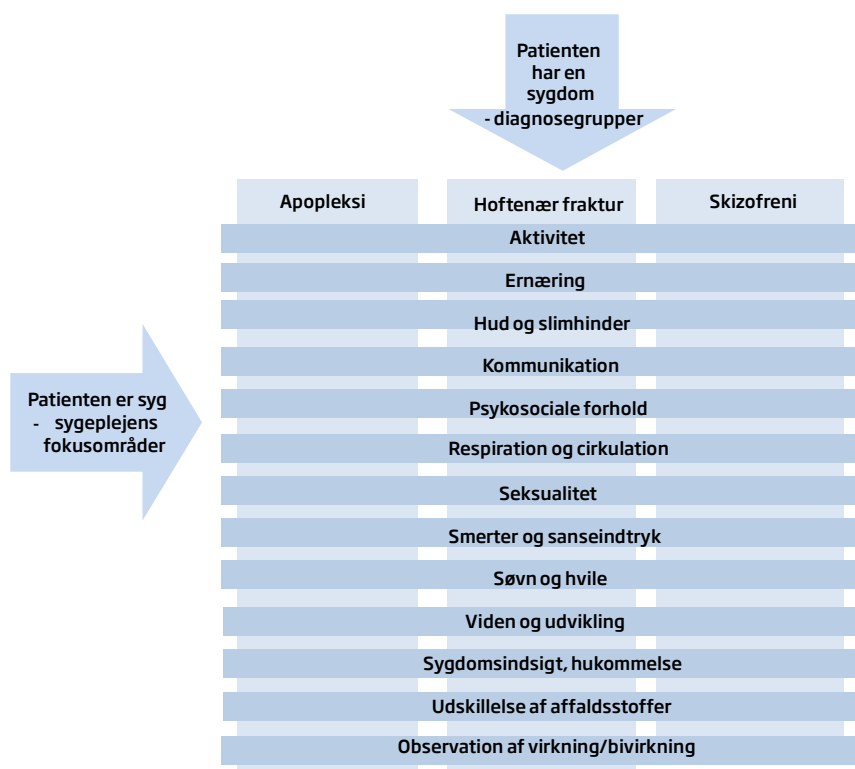 Patienten
har en
sygdom
- diagnosegrupper
Apopleksi
Hoftenær fraktur
Skizofreni
Aktivitet
Ernæring
Hud og slimhinder
Kommunikation
Patienten er syg
- sygeplejens
fokusområder
Psykosociale forhold
Respiration og cirkulation
Seksualitet
Smerter og sanseindtryk
Søvn og hvile
Viden og udvikling
Sygdomsindsigt, hukommelse
Udskillelse af affaldsstoffer
Observation af virkning/bivirkning